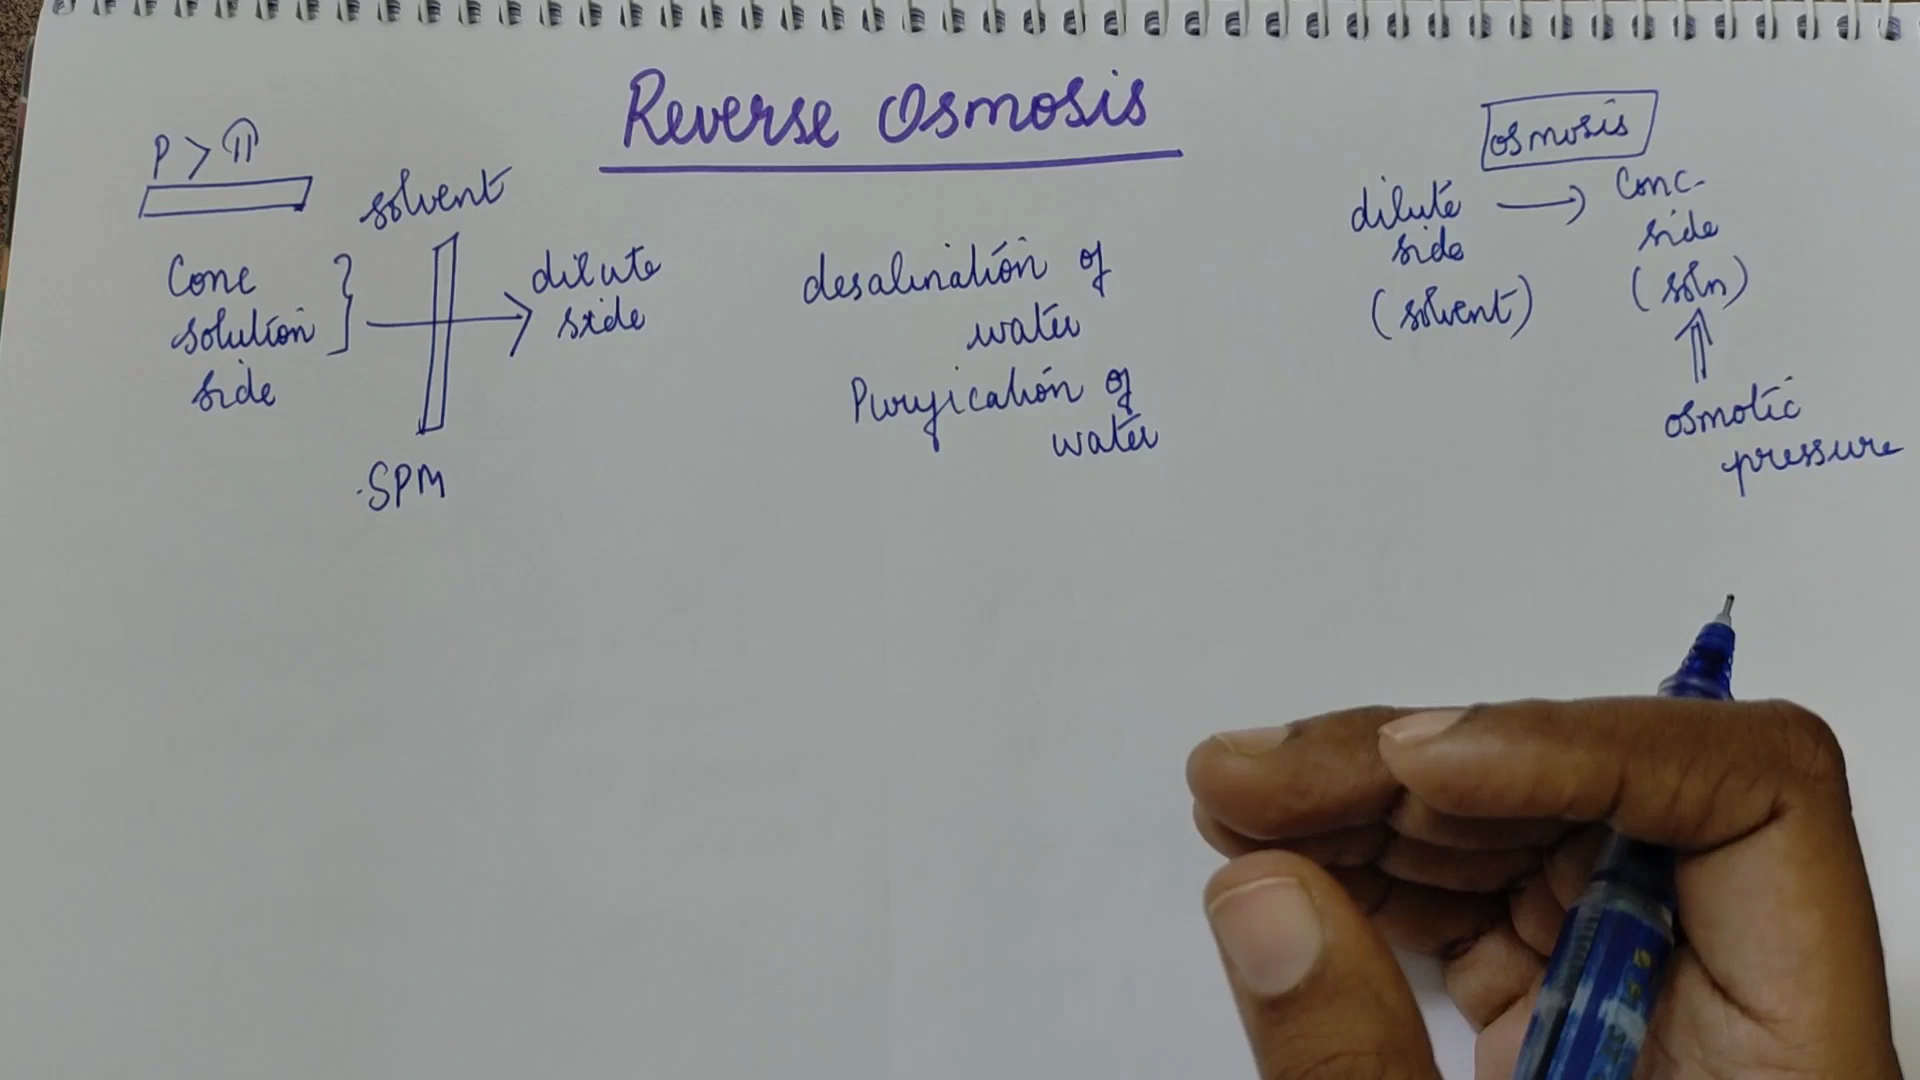 Reverse Osmosis
P > π
solvent
Conc
solution
side
dilute
side
SPM
desalination of
water
Purification of
water
osmosis
dilute → Conc.
side side
(solvent) (soln)
osmotic
pressure